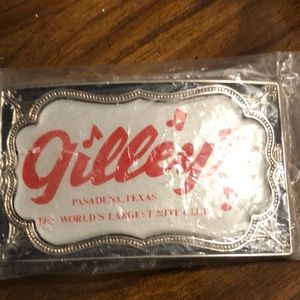 Gilley's
PASADENA, TEXAS
THE WORLD'S LARGEST NITE CLUB